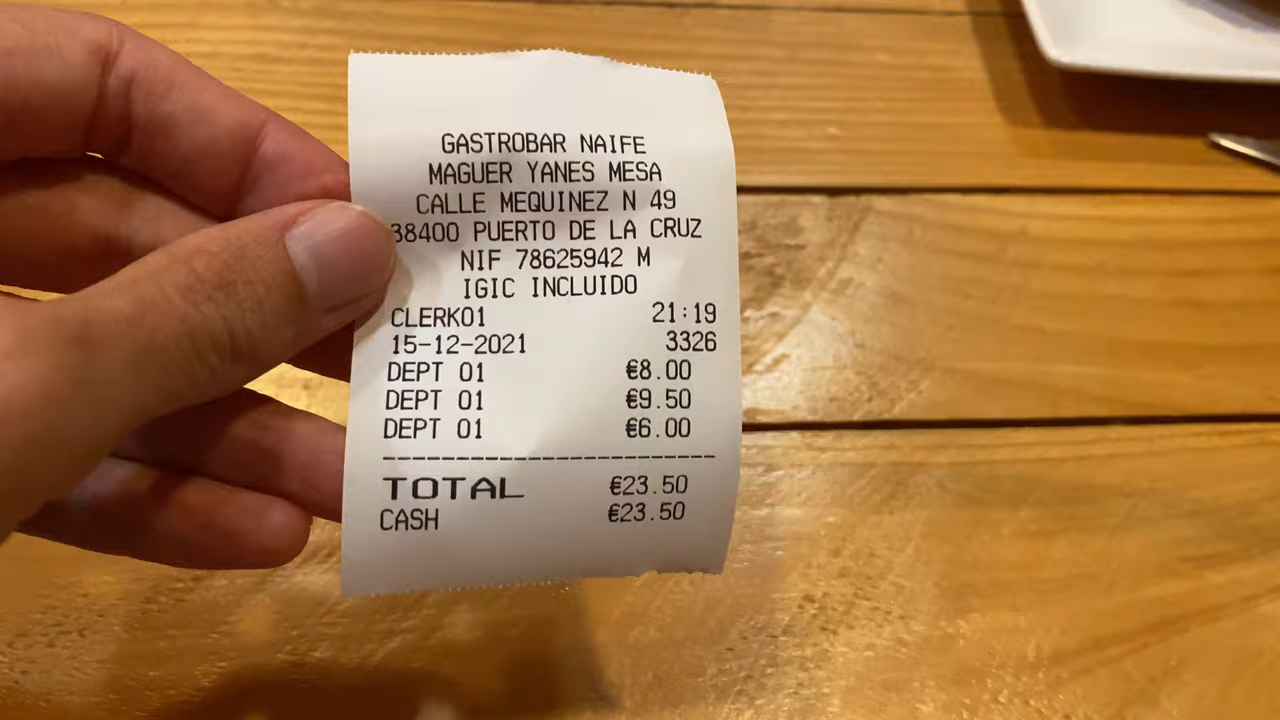 GASTROBAR NAIFE
MAGUER YANES MESA
CALLE MEQUINEZ N 49
38400 PUERTO DE LA CRUZ
NIF 78625942 M
IGIC INCLUIDO
CLERK01 21:19
15-12-2021 3326
DEPT 01 €8.00
DEPT 01 €9.50
DEPT 01 €6.00
------------------------
TOTAL €23.50
CASH €23.50